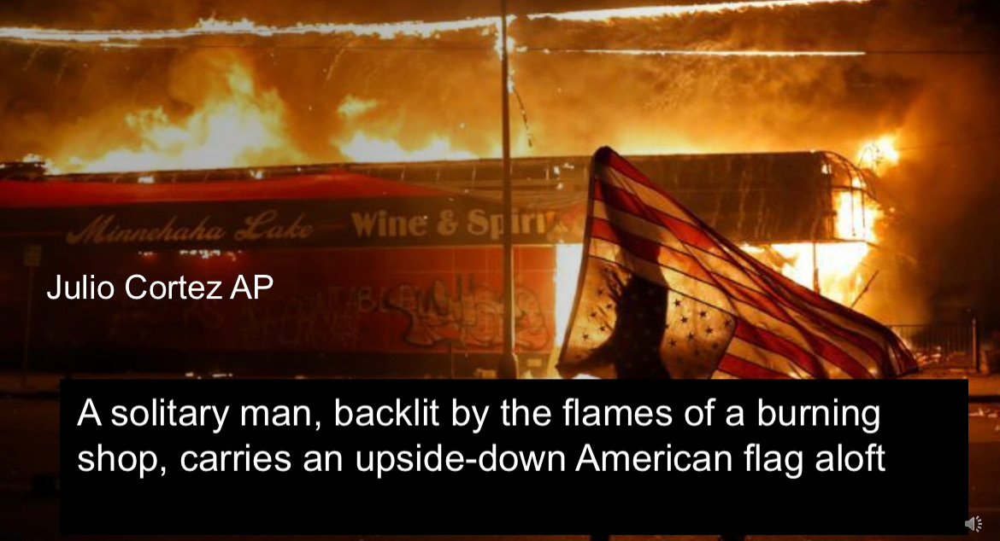 Minnehaha Lake Wine & Spirit
Julio Cortez AP
A solitary man, backlit by the flames of a burning
shop, carries an upside-down American flag aloft